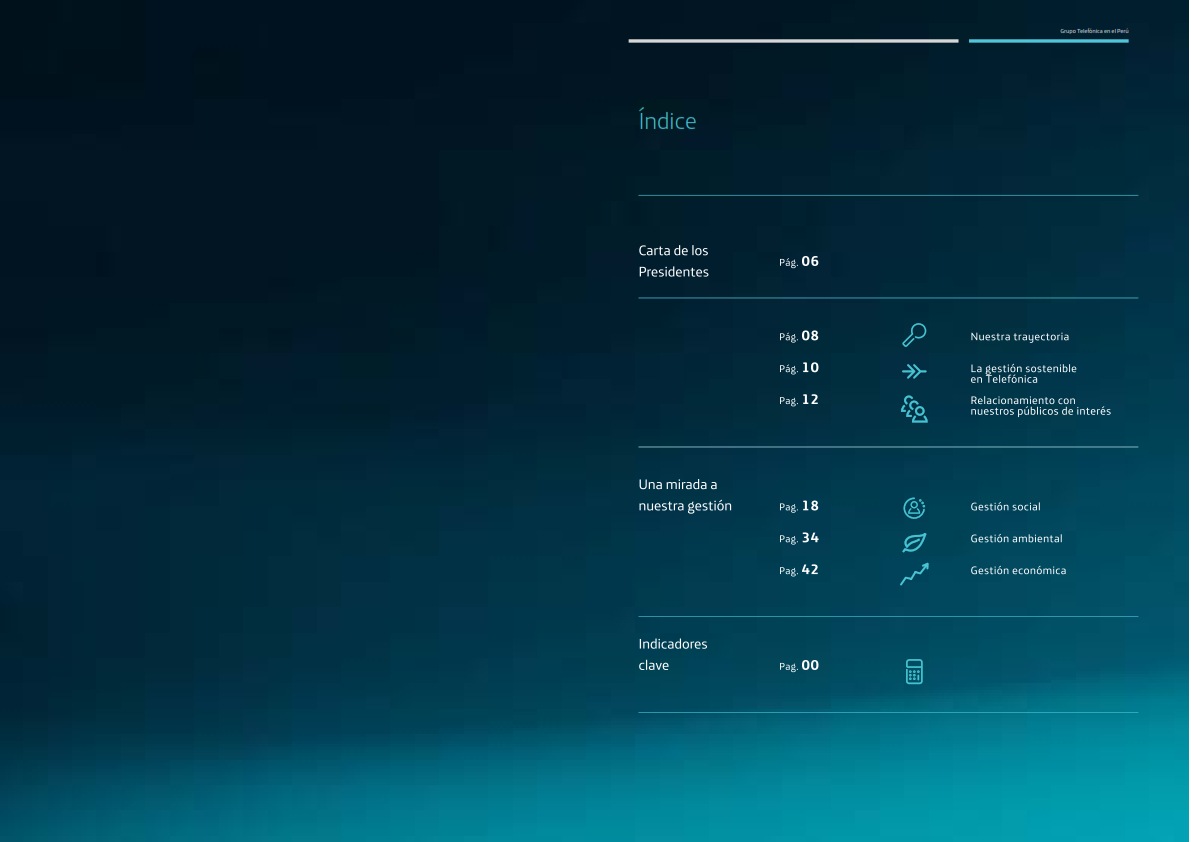 Grupo Telefónica en el Perú
Índice
Carta de los
Presidentes
Pág. 06
Pág. 08
Nuestra trayectoria
Pág. 10
La gestión sostenible
en Telefónica
Pag. 12
Relacionamiento con
nuestros públicos de interés
Una mirada a
nuestra gestión
Pag. 18
Gestión social
Pag. 34
Gestión ambiental
Pag. 42
Gestión económica
Indicadores
clave
Pag. 00